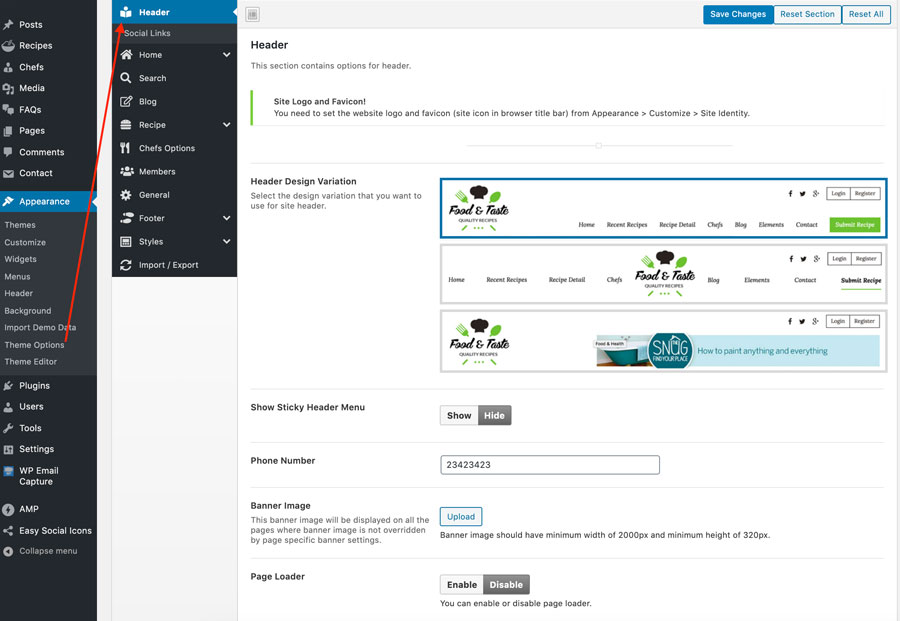 Posts
Recipes
Chefs
Media
FAQs
Pages
Comments
Contact
Appearance
Themes
Customize
Widgets
Menus
Header
Background
Import Demo Data
Theme Options
Theme Editor
Plugins
Users
Tools
Settings
WP Email
Capture
AMP
Easy Social Icons
Collapse menu
Header
Social Links
Home
Search
Blog
Recipe
Chefs Options
Members
General
Footer
Styles
Import / Export
Save Changes
Reset Section
Reset All
Header
This section contains options for header.
Site Logo and Favicon!
You need to set the website logo and favicon (site icon in browser title bar) from Appearance > Customize > Site Identity.
Header Design Variation
Select the design variation that you want to
use for site header.
Food & Taste
QUALITY RECIPES
Login Register
Home Recent Recipes Recipe Detail Chefs Blog Elements Contact Submit Recipe
Login Register
Home Recent Recipes Recipe Detail Chefs Food & Taste Blog Elements Contact Submit Recipe
QUALITY RECIPES
Login Register
Food & Taste
QUALITY RECIPES
Food & Health
THE
SNUG
FIND YOUR PLACE
How to paint anything and everything
Show Sticky Header Menu
Show Hide
Phone Number
23423423
Banner Image
This banner image will be displayed on all the
pages where banner image is not overridden
by page specific banner settings.
Upload
Banner image should have minimum width of 2000px and minimum height of 320px.
Page Loader
Enable Disable
You can enable or disable page loader.